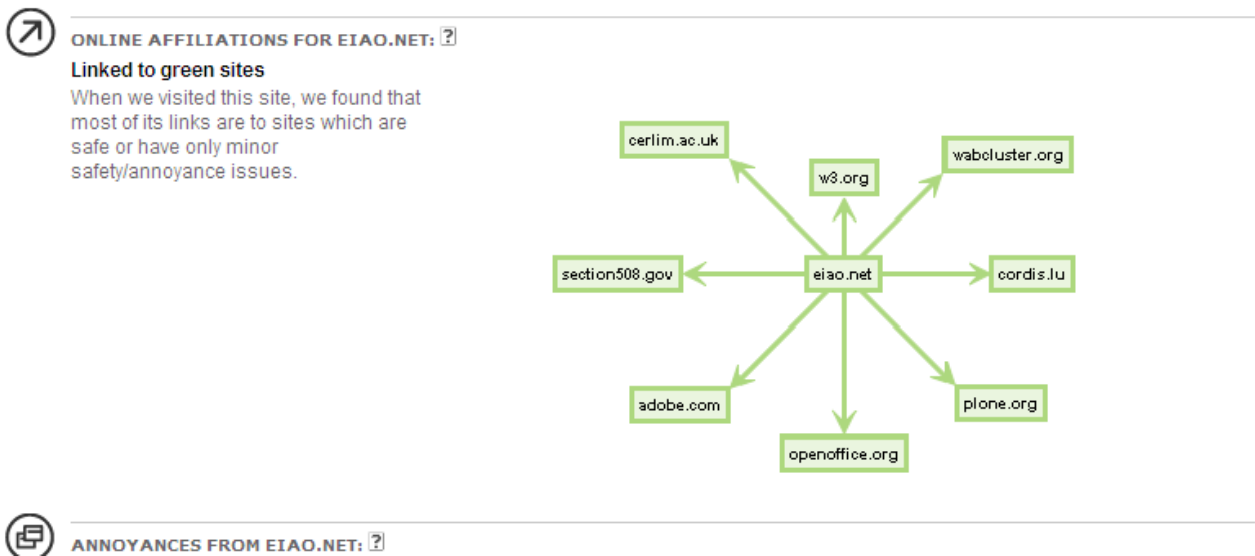 ONLINE AFFILIATIONS FOR EIAO.NET: ?
Linked to green sites
When we visited this site, we found that
most of its links are to sites which are
safe or have only minor
safety/annoyance issues.
cerlim.ac.uk
w3.org
wabcluster.org
section508.gov
eiao.net
cordis.lu
adobe.com
plone.org
openoffice.org
ANNOYANCES FROM EIAO.NET: ?